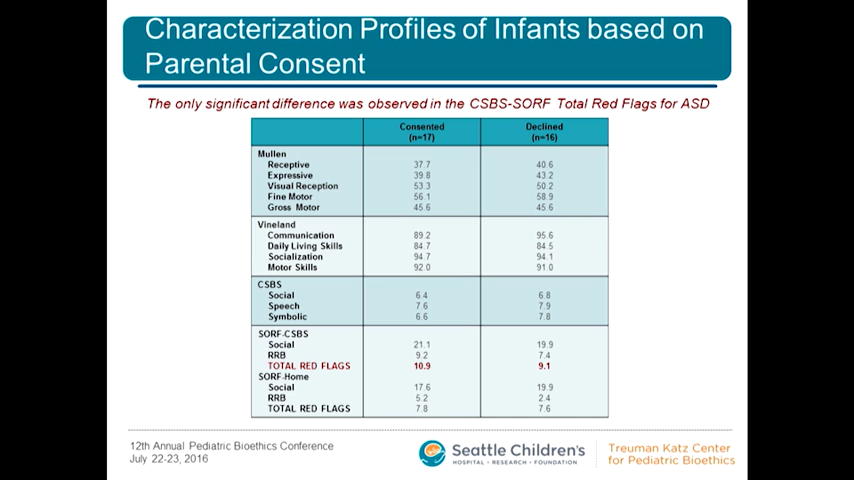 Characterization Profiles of Infants based on
Parental Consent
The only significant difference was observed in the CSBS-SORF Total Red Flags for ASD
Consented (n=17) Declined (n=16)
Mullen
Receptive 37.7 40.6
Expressive 39.8 43.2
Visual Reception 53.3 50.2
Fine Motor 56.1 58.9
Gross Motor 45.6 45.6
Vineland
Communication 89.2 95.6
Daily Living Skills 84.7 84.5
Socialization 94.7 94.1
Motor Skills 92.0 91.0
CSBS
Social 6.4 6.8
Speech 7.6 7.9
Symbolic 6.6 7.8
SORF-CSBS
Social 21.1 19.9
RRB 9.2 7.4
TOTAL RED FLAGS 10.9 9.1
SORF-Home
Social 17.6 19.9
RRB 5.2 2.4
TOTAL RED FLAGS 7.8 7.6
12th Annual Pediatric Bioethics Conference
July 22-23, 2016
Seattle Children's
HOSPITAL • RESEARCH • FOUNDATION
Treuman Katz Center
for Pediatric Bioethics